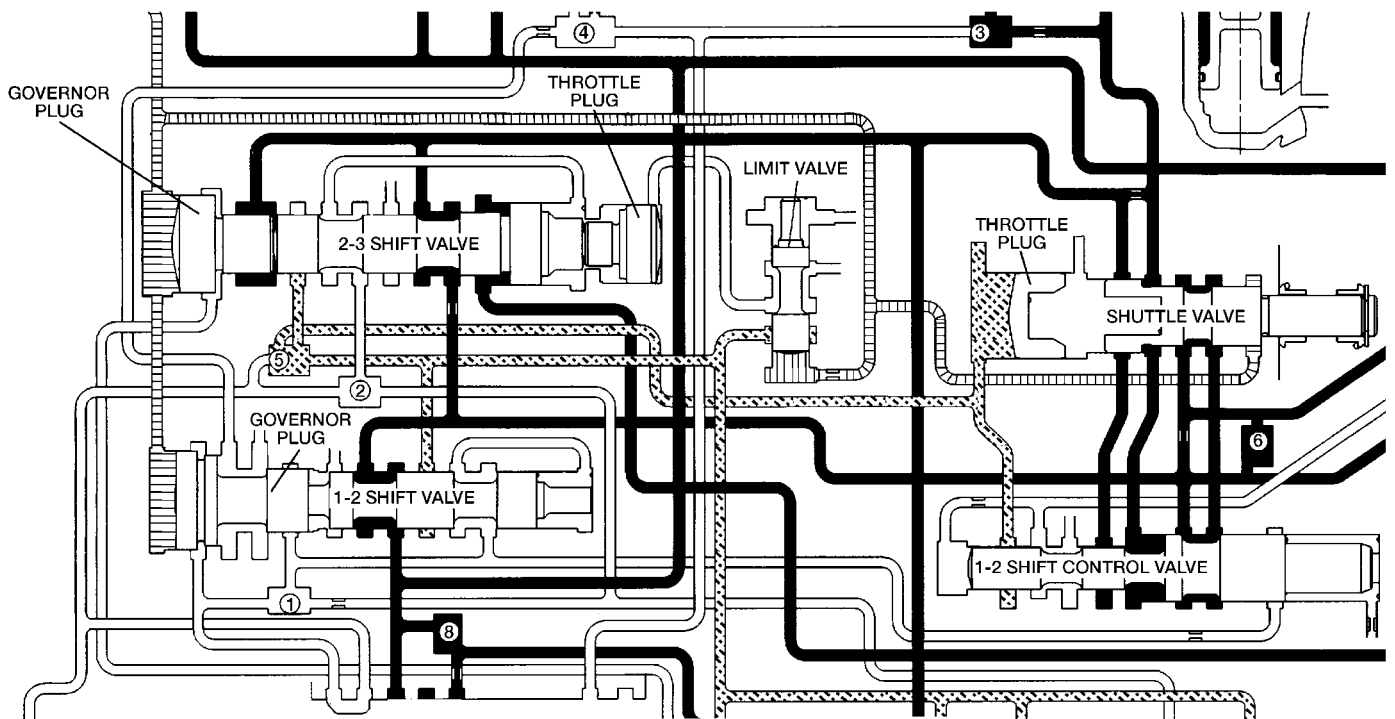 ④
③
GOVERNOR
PLUG
THROTTLE
PLUG
LIMIT VALVE
THROTTLE
PLUG
2-3 SHIFT VALVE
SHUTTLE VALVE
⑤
②
GOVERNOR
PLUG
⑥
1-2 SHIFT VALVE
1-2 SHIFT CONTROL VALVE
①
⑧